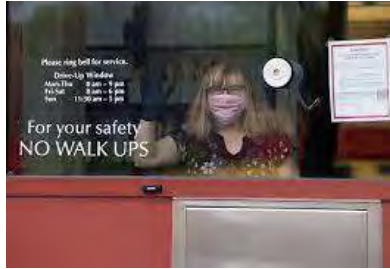 Please ring bell for service.
Drive-Up Window
Mon-Thu 8 am – 9 pm
Fri-Sat 8 am – 6 pm
Sun 11:30 am – 5 pm
For your safety
NO WALK UPS